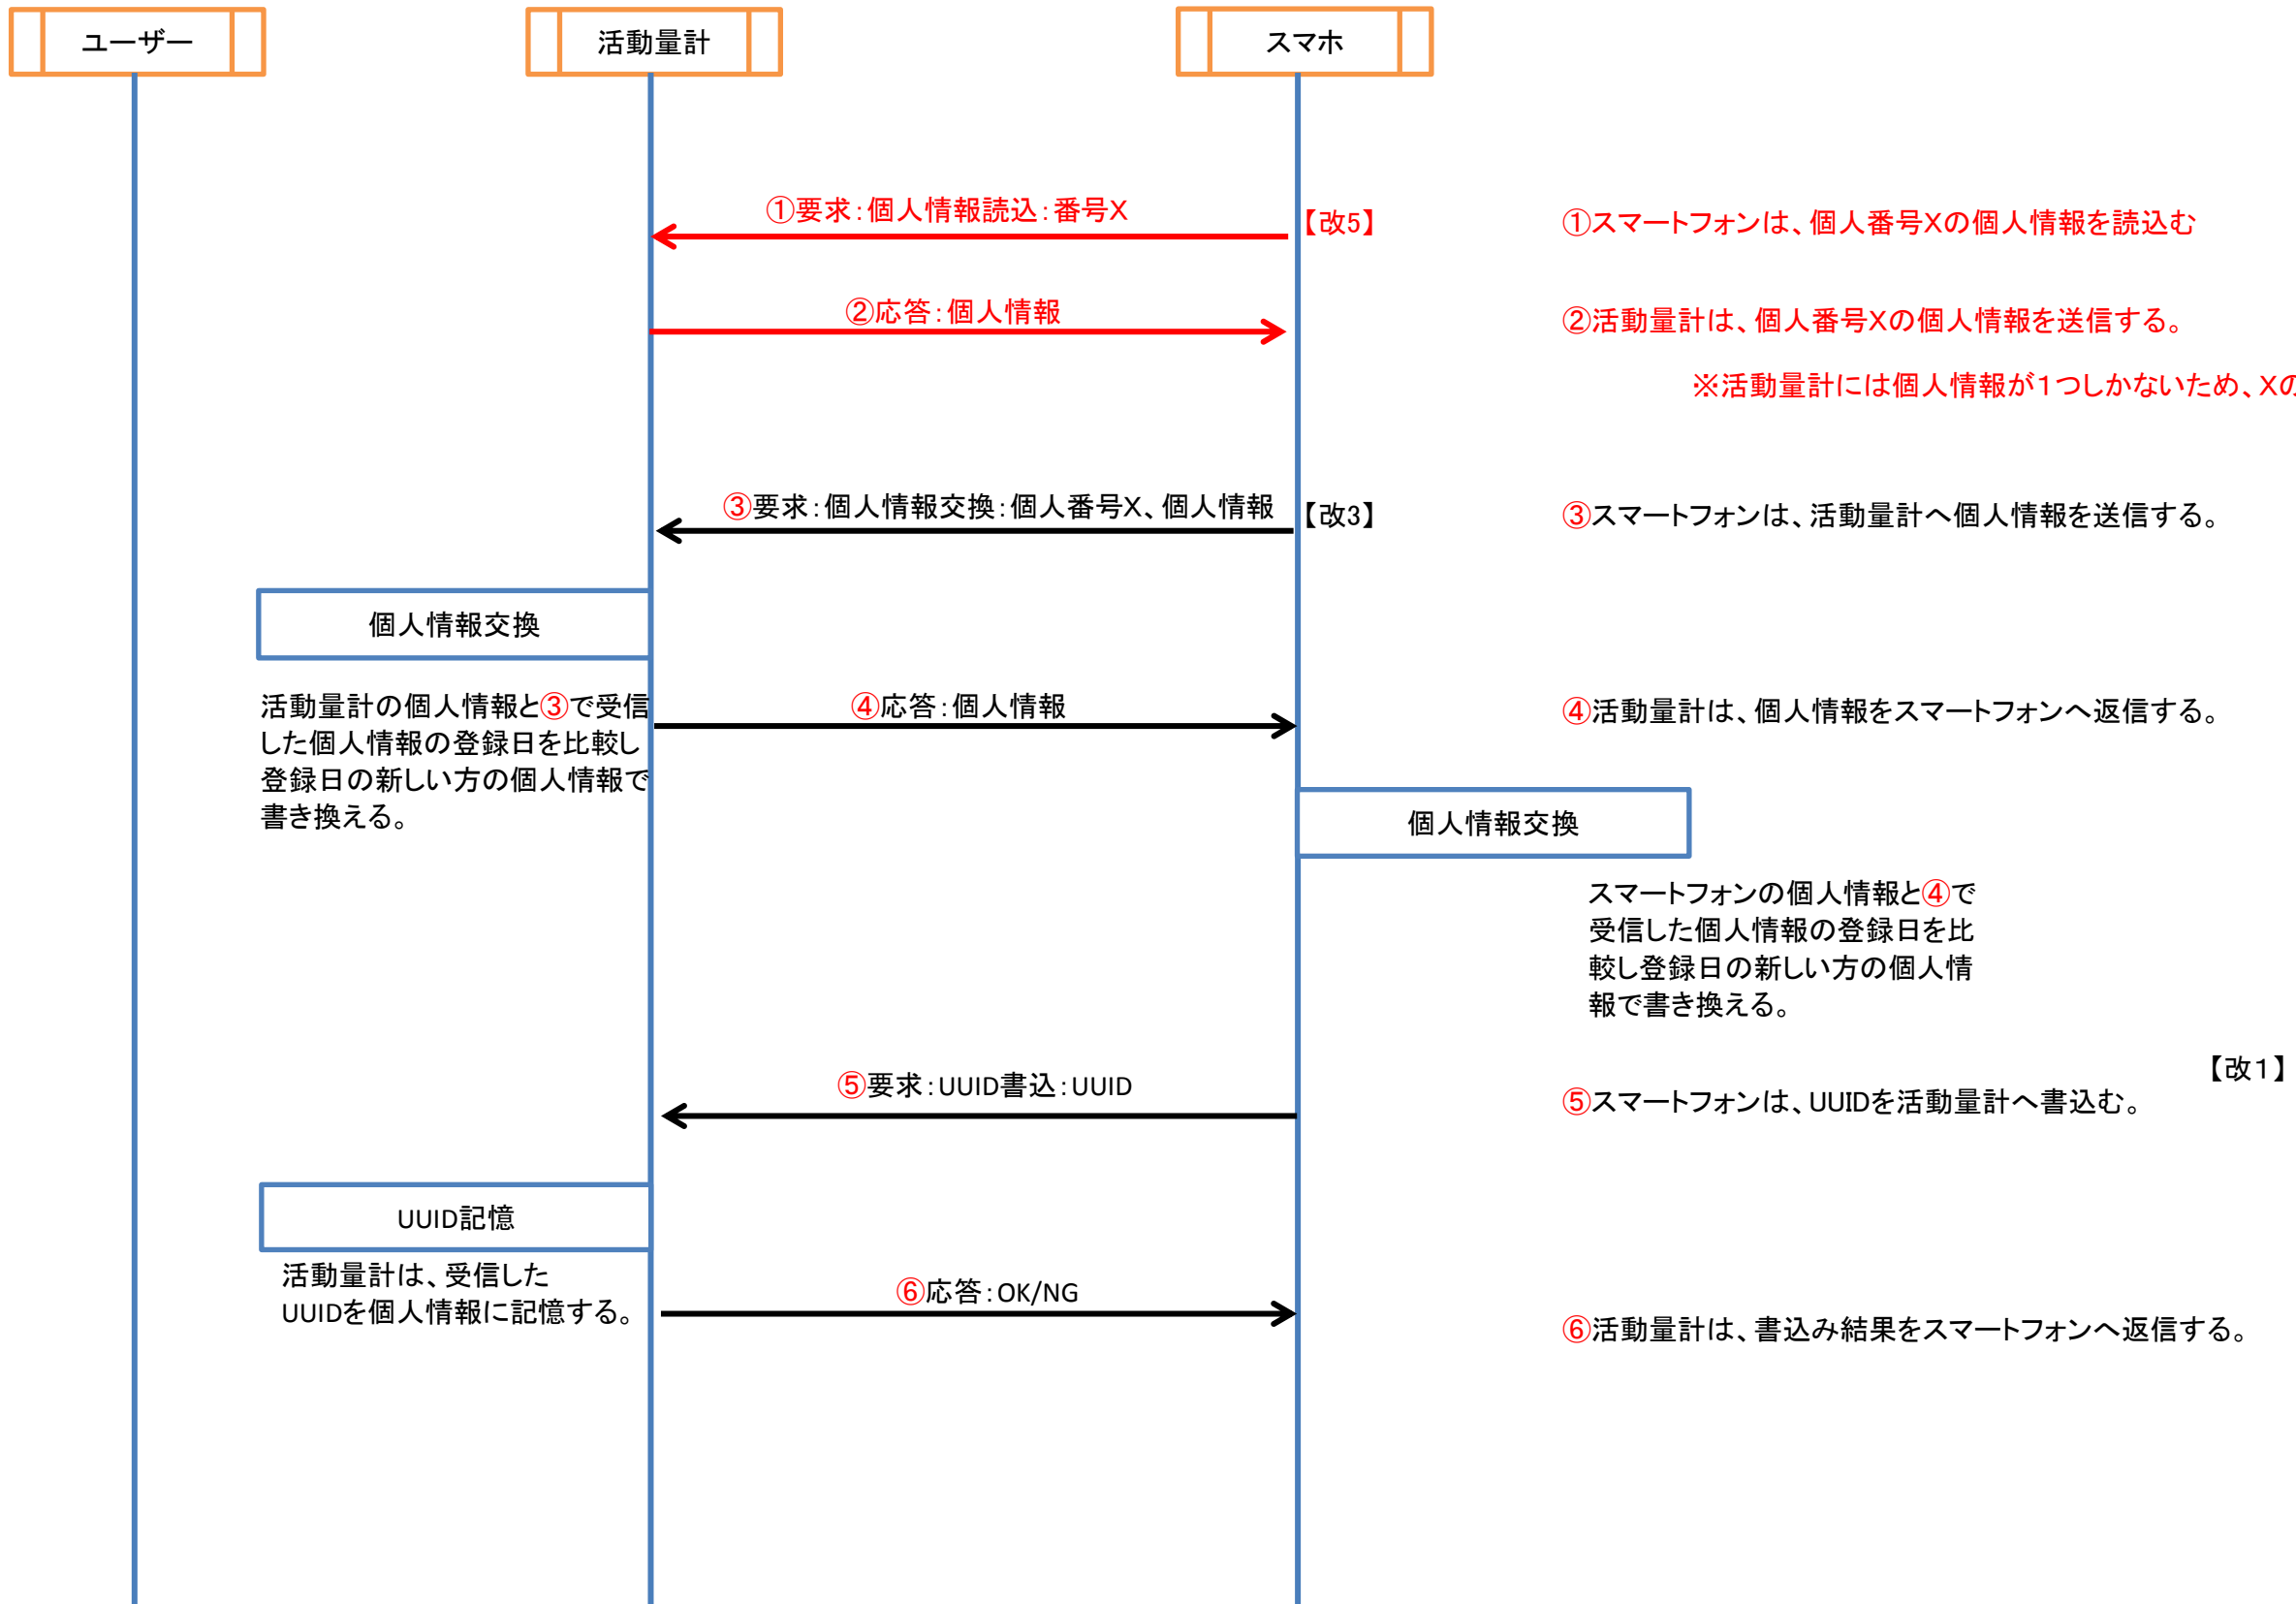 ユーザー
活動量計
スマホ
①要求：個人情報読込：番号X
【改5】
①スマートフォンは、個人番号Xの個人情報を読込む
②応答：個人情報
②活動量計は、個人番号Xの個人情報を送信する。
※活動量計には個人情報が１つしかないため、Xの
③要求：個人情報交換：個人番号X、個人情報
【改3】
③スマートフォンは、活動量計へ個人情報を送信する。
個人情報交換
活動量計の個人情報と③で受信
した個人情報の登録日を比較し
登録日の新しい方の個人情報で
書き換える。
④応答：個人情報
④活動量計は、個人情報をスマートフォンへ返信する。
個人情報交換
スマートフォンの個人情報と④で
受信した個人情報の登録日を比
較し登録日の新しい方の個人情
報で書き換える。
【改１】
⑤要求：UUID書込：UUID
⑤スマートフォンは、UUIDを活動量計へ書込む。
UUID記憶
活動量計は、受信した
UUIDを個人情報に記憶する。
⑥応答：OK/NG
⑥活動量計は、書込み結果をスマートフォンへ返信する。